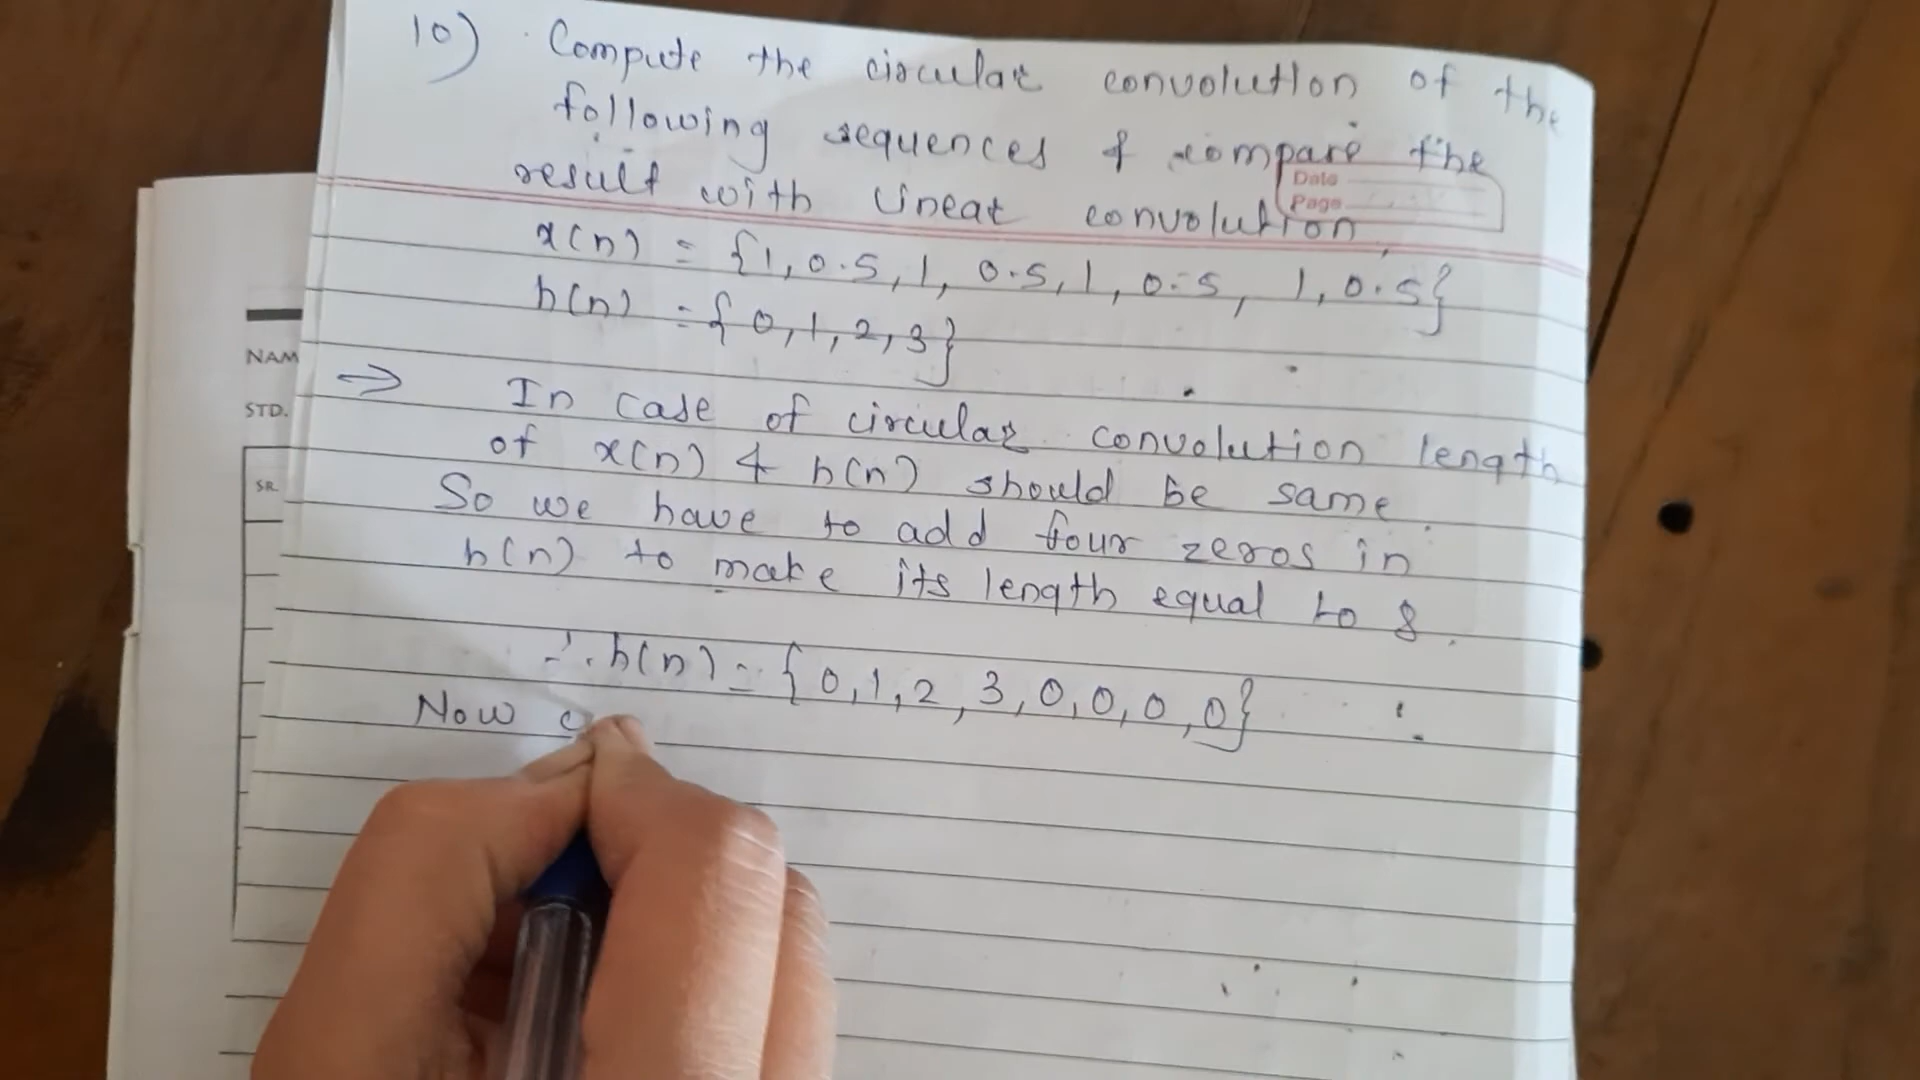 10) Compute the circular convolution of the
following sequences & compare the
result with linear convolution.
Date
Page
x(n) = {1, 0.5, 1, 0.5, 1, 0.5, 1, 0.5}
h(n) = {0, 1, 2, 3}
NAM
STD.
SR.
⇒ In case of circular convolution length
of x(n) & h(n) should be same.
So we have to add four zeros in
h(n) to make its length equal to 8.
∴ h(n) = {0, 1, 2, 3, 0, 0, 0, 0}
Now